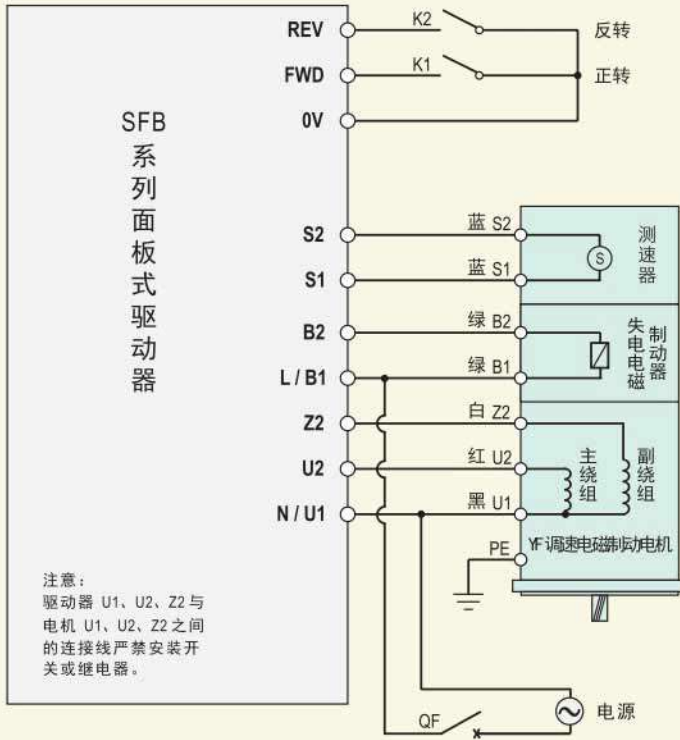 REV K2 反转
FWD K1 正转
0V
SFB
系列面板式驱动器
S2 蓝 S2
S1 蓝 S1
测速器
S
B2 绿 B2
L / B1 绿 B1
失电电磁
制动器
Z2 白 Z2
U2 红 U2
N / U1 黑 U1
主绕组
副绕组
PE
YF调速电磁制动电机
注意：
驱动器 U1、U2、Z2 与
电机 U1、U2、Z2 之间
的连接线严禁安装开
关或继电器。
QF
电源